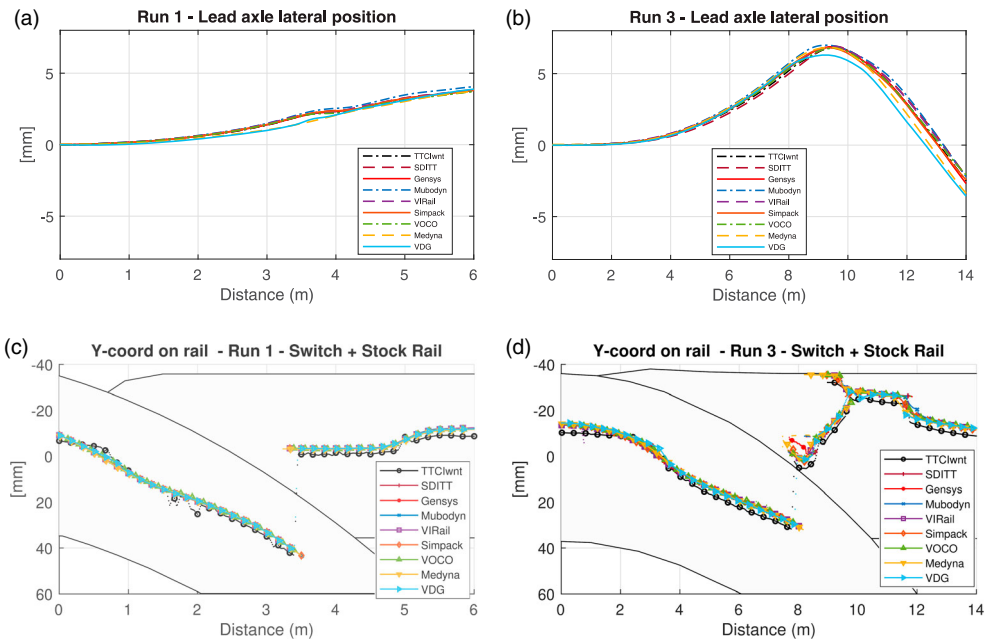 (a)
Run 1 - Lead axle lateral position
[mm]
5
0
-5
TTCIwnt
SDITT
Gensys
Mubodyn
VIRail
Simpack
VOCO
Medyna
VDG
0 1 2 3 4 5 6
Distance (m)
(b)
Run 3 - Lead axle lateral position
[mm]
5
0
-5
TTCIwnt
SDITT
Gensys
Mubodyn
VIRail
Simpack
VOCO
Medyna
VDG
0 2 4 6 8 10 12 14
Distance (m)
(c)
Y-coord on rail - Run 1 - Switch + Stock Rail
[mm]
-40
-20
0
20
40
60
TTCIwnt
SDITT
Gensys
Mubodyn
VIRail
Simpack
VOCO
Medyna
VDG
0 1 2 3 4 5 6
Distance (m)
(d)
Y-coord on rail - Run 3 - Switch + Stock Rail
[mm]
-40
-20
0
20
40
60
TTCIwnt
SDITT
Gensys
Mubodyn
VIRail
Simpack
VOCO
Medyna
VDG
0 2 4 6 8 10 12 14
Distance (m)